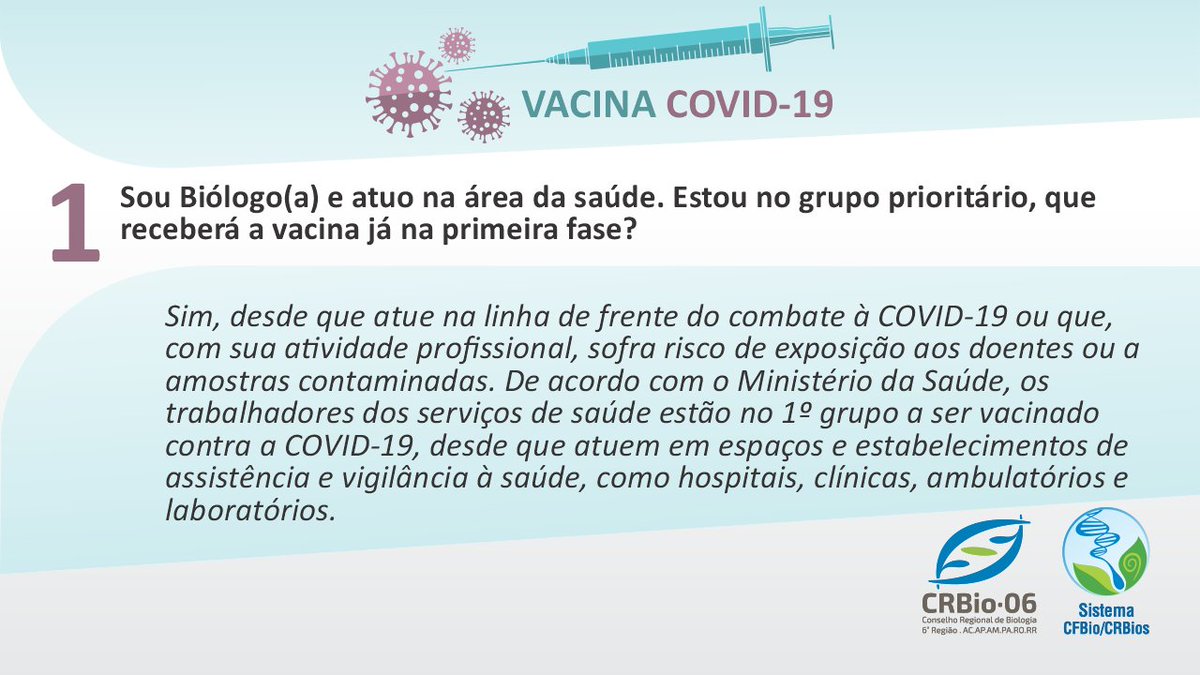 VACINA COVID-19
1
Sou Biólogo(a) e atuo na área da saúde. Estou no grupo prioritário, que
receberá a vacina já na primeira fase?
Sim, desde que atue na linha de frente do combate à COVID-19 ou que,
com sua atividade profissional, sofra risco de exposição aos doentes ou a
amostras contaminadas. De acordo com o Ministério da Saúde, os
trabalhadores dos serviços de saúde estão no 1º grupo a ser vacinado
contra a COVID-19, desde que atuem em espaços e estabelecimentos de
assistência e vigilância à saúde, como hospitais, clínicas, ambulatórios e
laboratórios.
CRBio·06
Conselho Regional de Biologia
6ª Região . AC.AP.AM.PA.RO.RR
Sistema
CFBio/CRBios